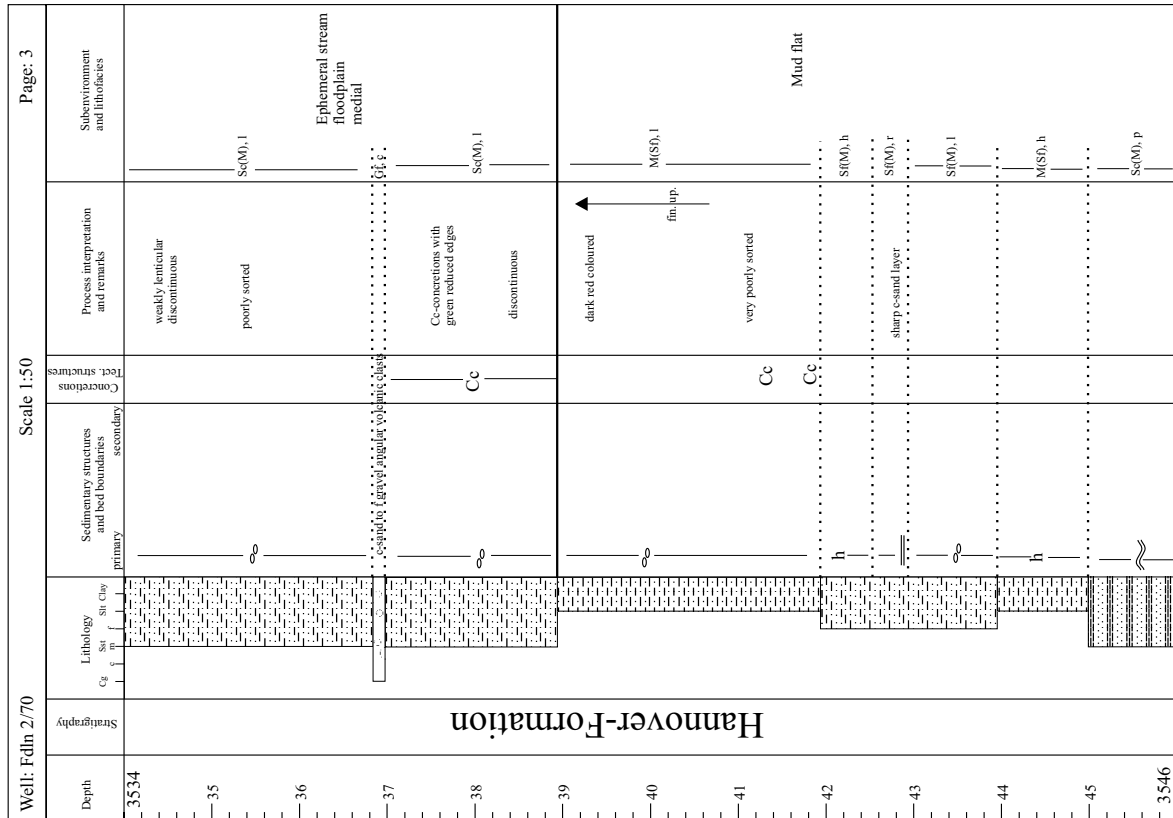 Well: Fdln 2/70
Scale 1:50
Page: 3
Depth
Stratigraphy
Lithology
Cg
c
Sst m
f
Slt
Clay
Sedimentary structures
and bed boundaries
primary
secondary
Concretions
Tect. structures
Process interpretation
and remarks
Subenvironment
and lithofacies
3534
35
36
37
38
39
40
41
42
43
44
45
3546
Hannover-Formation
h
h
c-sand to f gravel angular volcanic clasts
Cc
Cc
Cc
weakly lenticular
discontinuous
poorly sorted
Cc-concretions with
green reduced edges
discontinuous
dark red coloured
fin. up.
very poorly sorted
sharp c-sand layer
Sc(M), l
Gf, c
Sc(M), l
M(Sf), l
Sf(M), h
Sf(M), r
Sf(M), l
M(Sf), h
Sc(M), p
Ephemeral stream
floodplain
medial
Mud flat